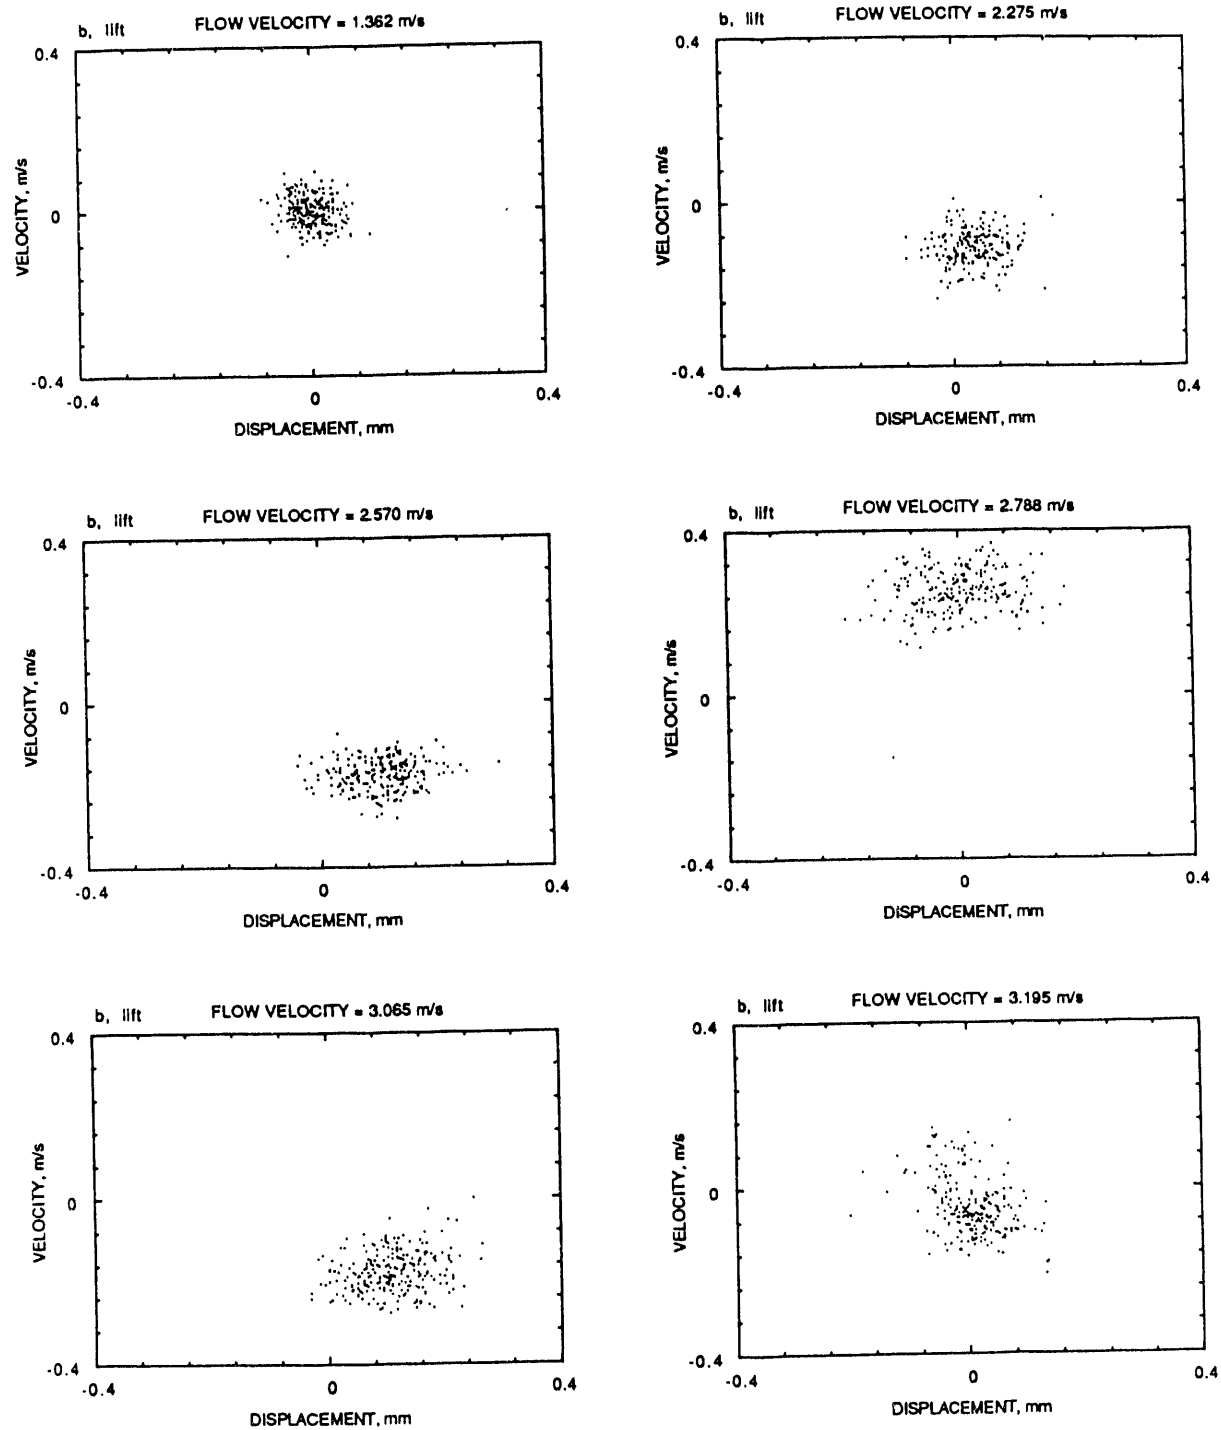 b, lift FLOW VELOCITY = 1.362 m/s
0.4
VELOCITY, m/s
0
-0.4
-0.4 0 0.4
DISPLACEMENT, mm
b, lift FLOW VELOCITY = 2.275 m/s
0.4
VELOCITY, m/s
0
-0.4
-0.4 0 0.4
DISPLACEMENT, mm
b, lift FLOW VELOCITY = 2.570 m/s
0.4
VELOCITY, m/s
0
-0.4
-0.4 0 0.4
DISPLACEMENT, mm
b, lift FLOW VELOCITY = 2.788 m/s
0.4
VELOCITY, m/s
0
-0.4
-0.4 0 0.4
DISPLACEMENT, mm
b, lift FLOW VELOCITY = 3.065 m/s
0.4
VELOCITY, m/s
0
-0.4
-0.4 0 0.4
DISPLACEMENT, mm
b, lift FLOW VELOCITY = 3.195 m/s
0.4
VELOCITY, m/s
0
-0.4
-0.4 0 0.4
DISPLACEMENT, mm